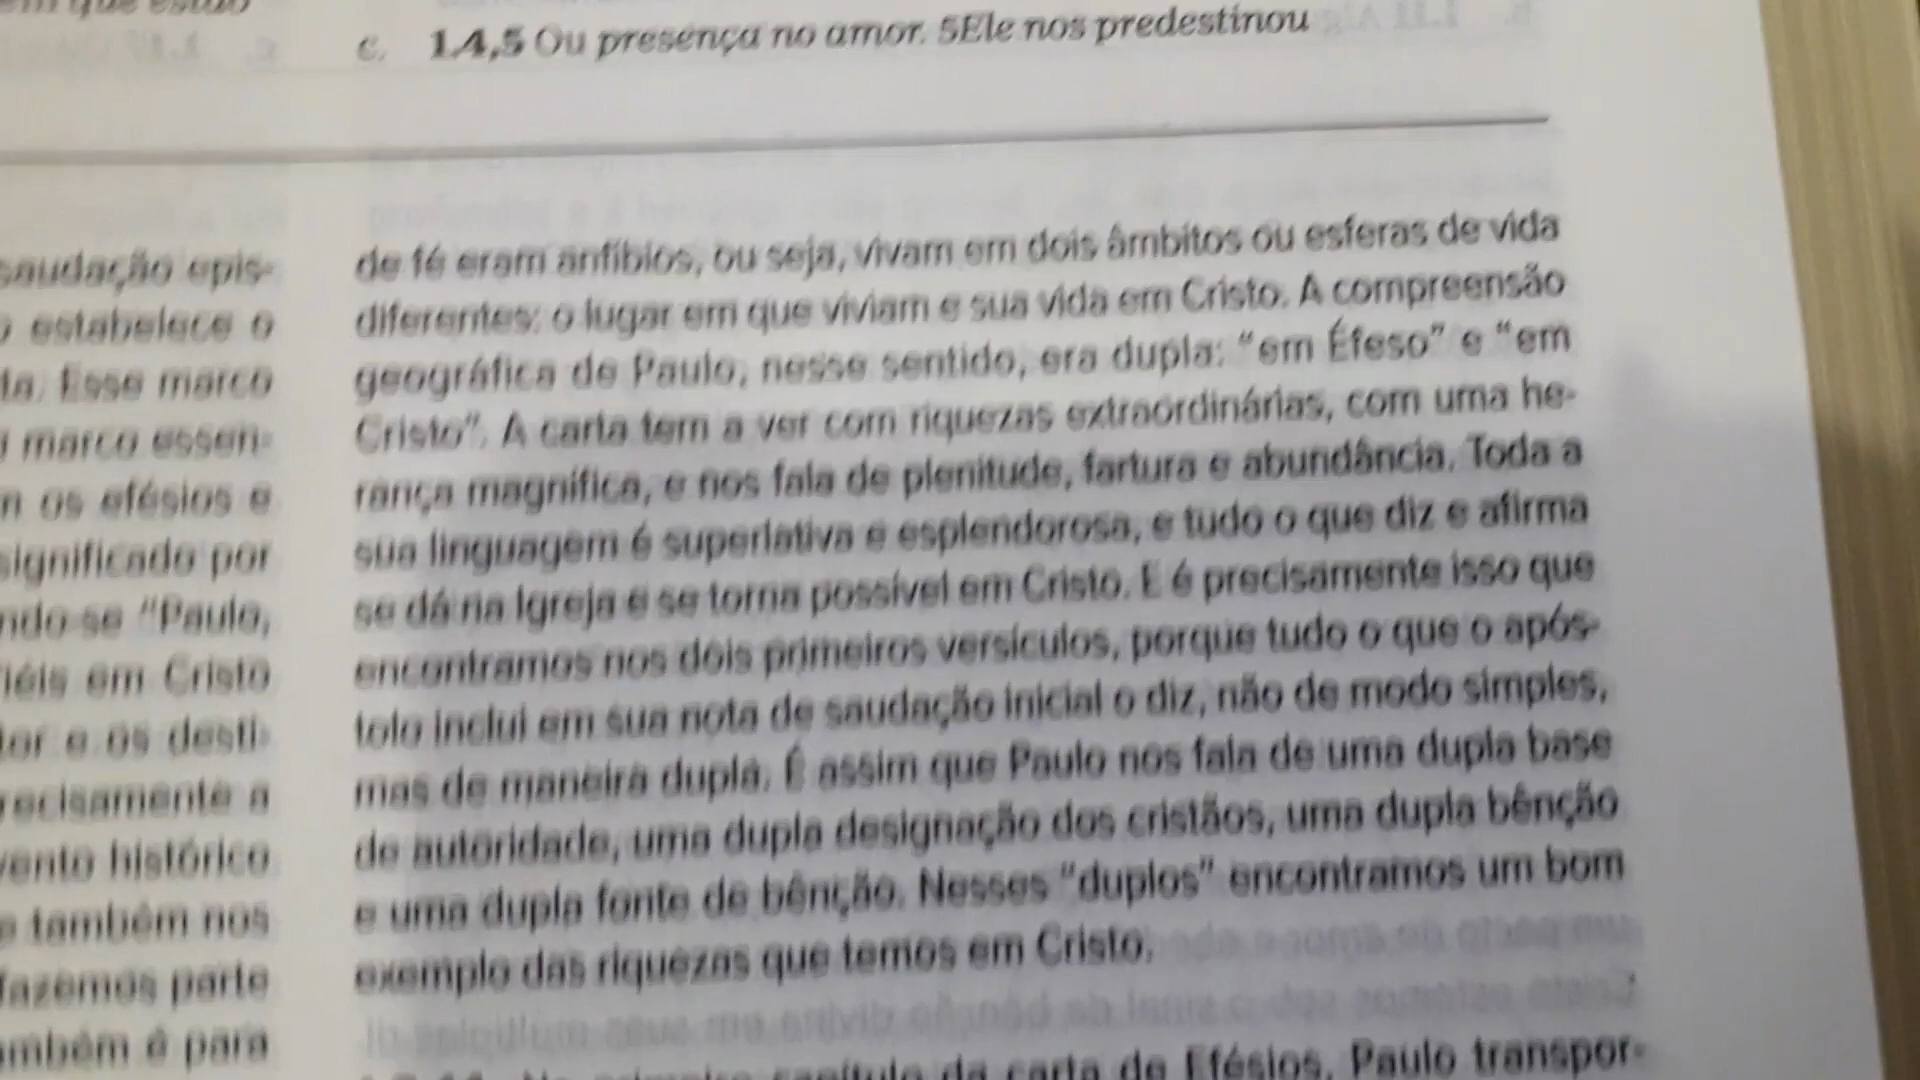 c. 1.4,5 Ou presença no amor. 5Ele nos predestinou
saudação epis-
estabelece o
ta. Esse marco
marco essen-
m os efésios e
significado por
ndo-se “Paulo,
fiéis em Cristo
tor e os desti-
recisamente a
vento histórico
e também nos
fazemos parte
ambém é para
de fé eram anfíbios, ou seja, vivam em dois âmbitos ou esferas de vida
diferentes: o lugar em que viviam e sua vida em Cristo. A compreensão
geográfica de Paulo, nesse sentido, era dupla: “em Éfeso” e “em
Cristo”. A carta tem a ver com riquezas extraordinárias, com uma he-
rança magnífica, e nos fala de plenitude, fartura e abundância. Toda a
sua linguagem é superlativa e esplendorosa, e tudo o que diz e afirma
se dá na Igreja e se torna possível em Cristo. E é precisamente isso que
encontramos nos dois primeiros versículos, porque tudo o que o após-
tolo inclui em sua nota de saudação inicial o diz, não de modo simples,
mas de maneira dupla. É assim que Paulo nos fala de uma dupla base
de autoridade, uma dupla designação dos cristãos, uma dupla bênção
e uma dupla fonte de bênção. Nesses “duplos” encontramos um bom
exemplo das riquezas que temos em Cristo.
primeiro capítulo da carta de Efésios, Paulo transpor-